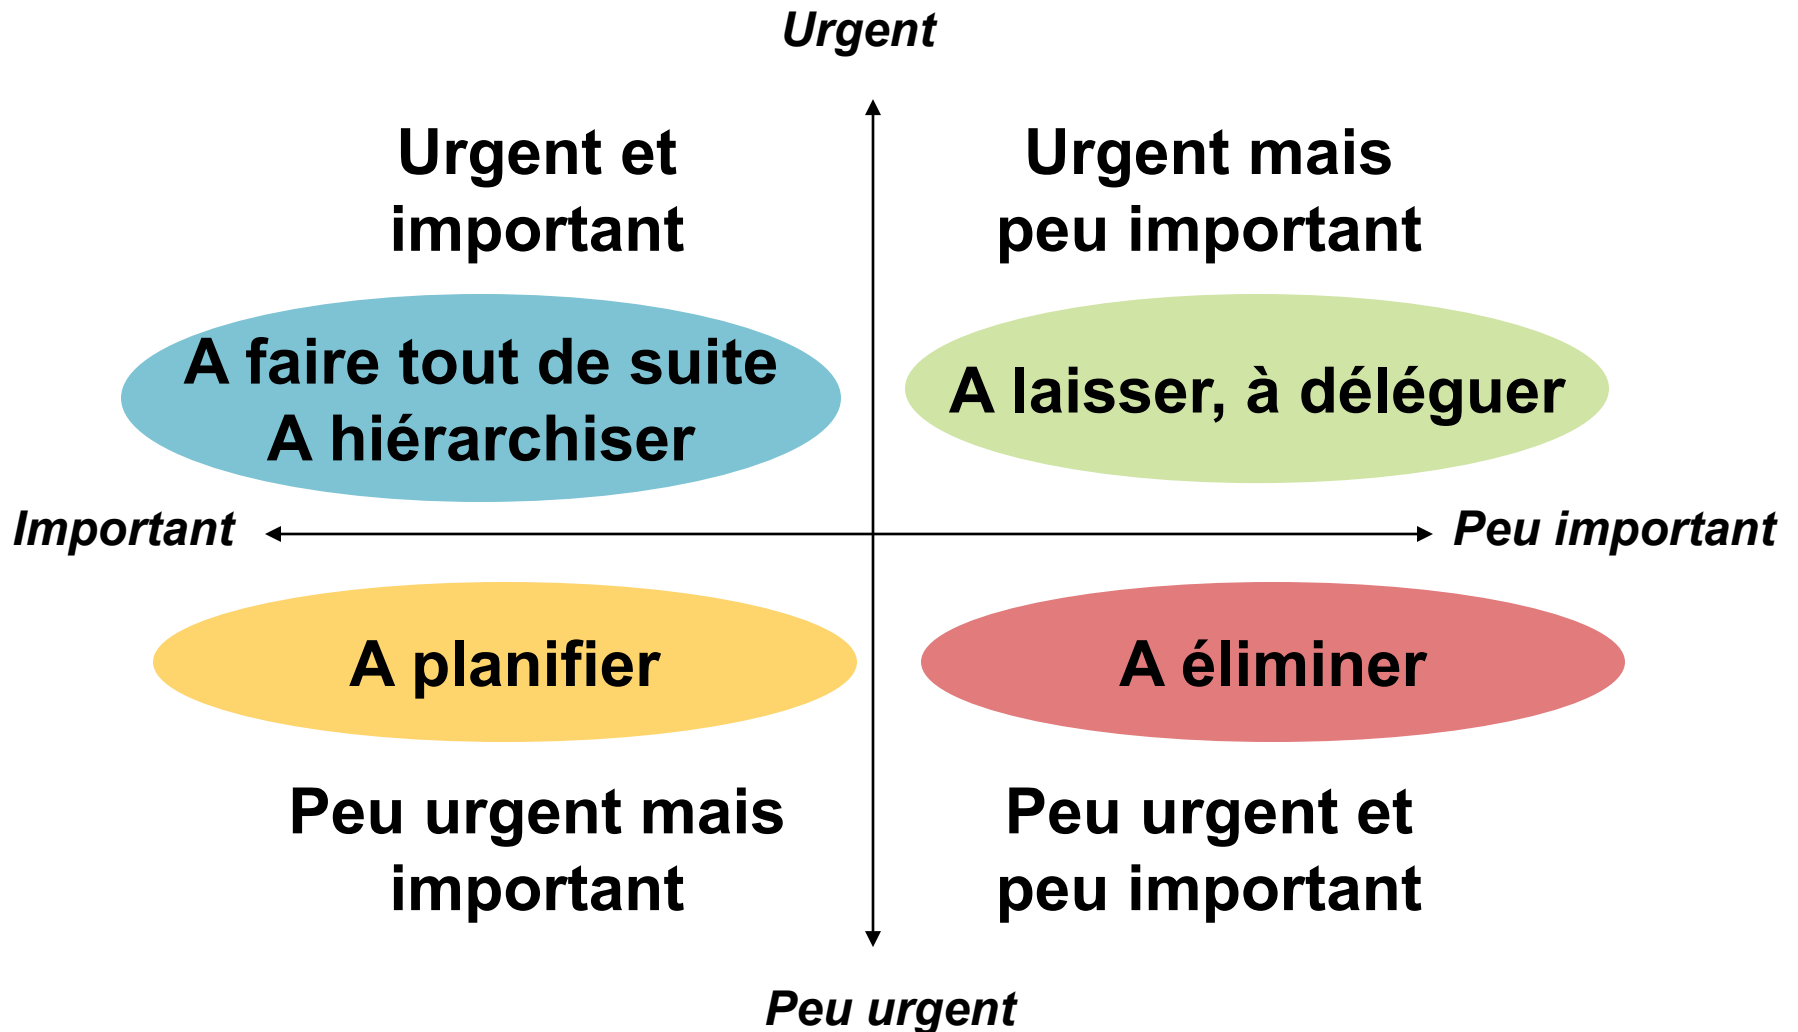 Urgent
Urgent et
important
Urgent mais
peu important
A faire tout de suite
A hiérarchiser
A laisser, à déléguer
Important
Peu important
A planifier
A éliminer
Peu urgent mais
important
Peu urgent et
peu important
Peu urgent